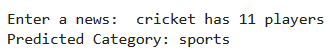 Enter a news:  cricket has 11 players
Predicted Category: sports